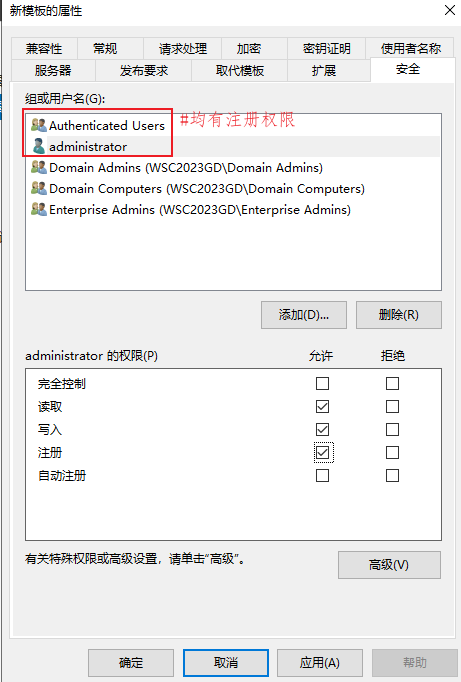 新模板的属性
兼容性 常规 请求处理 加密 密钥证明 使用者名称
服务器 发布要求 取代模板 扩展 安全
组或用户名(G):
Authenticated Users #均有注册权限
administrator
Domain Admins (WSC2023GD\Domain Admins)
Domain Computers (WSC2023GD\Domain Computers)
Enterprise Admins (WSC2023GD\Enterprise Admins)
添加(D)... 删除(R)
administrator 的权限(P) 允许 拒绝
完全控制
读取
写入
注册
自动注册
有关特殊权限或高级设置，请单击“高级”。
高级(V)
确定 取消 应用(A) 帮助